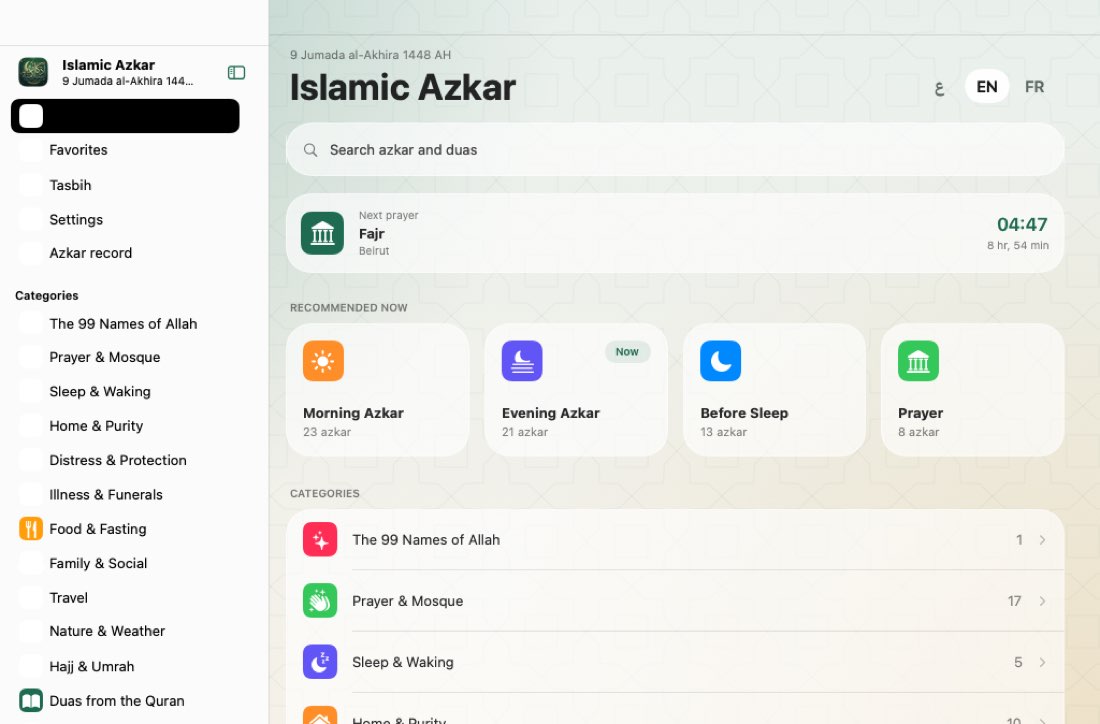 Islamic Azkar
9 Jumada al-Akhira 144...
Favorites
Tasbih
Settings
Azkar record
Categories
The 99 Names of Allah
Prayer & Mosque
Sleep & Waking
Home & Purity
Distress & Protection
Illness & Funerals
Food & Fasting
Family & Social
Travel
Nature & Weather
Hajj & Umrah
Duas from the Quran
9 Jumada al-Akhira 1448 AH
Islamic Azkar
ع EN FR
Search azkar and duas
Next prayer
Fajr
Beirut
04:47
8 hr, 54 min
RECOMMENDED NOW
Morning Azkar
23 azkar
Now
Evening Azkar
21 azkar
Before Sleep
13 azkar
Prayer
8 azkar
CATEGORIES
The 99 Names of Allah 1
Prayer & Mosque 17
Sleep & Waking 5
Home & Purity 10